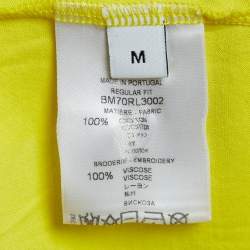 M
MADE IN PORTUGAL
REGULAR FIT
BM70RL3002
MATIERE - FABRIC
100%
BRODERIE - EMBROIDERY
100% VISCOSE
VISCOSE
レーヨン
ВИСКОЗА